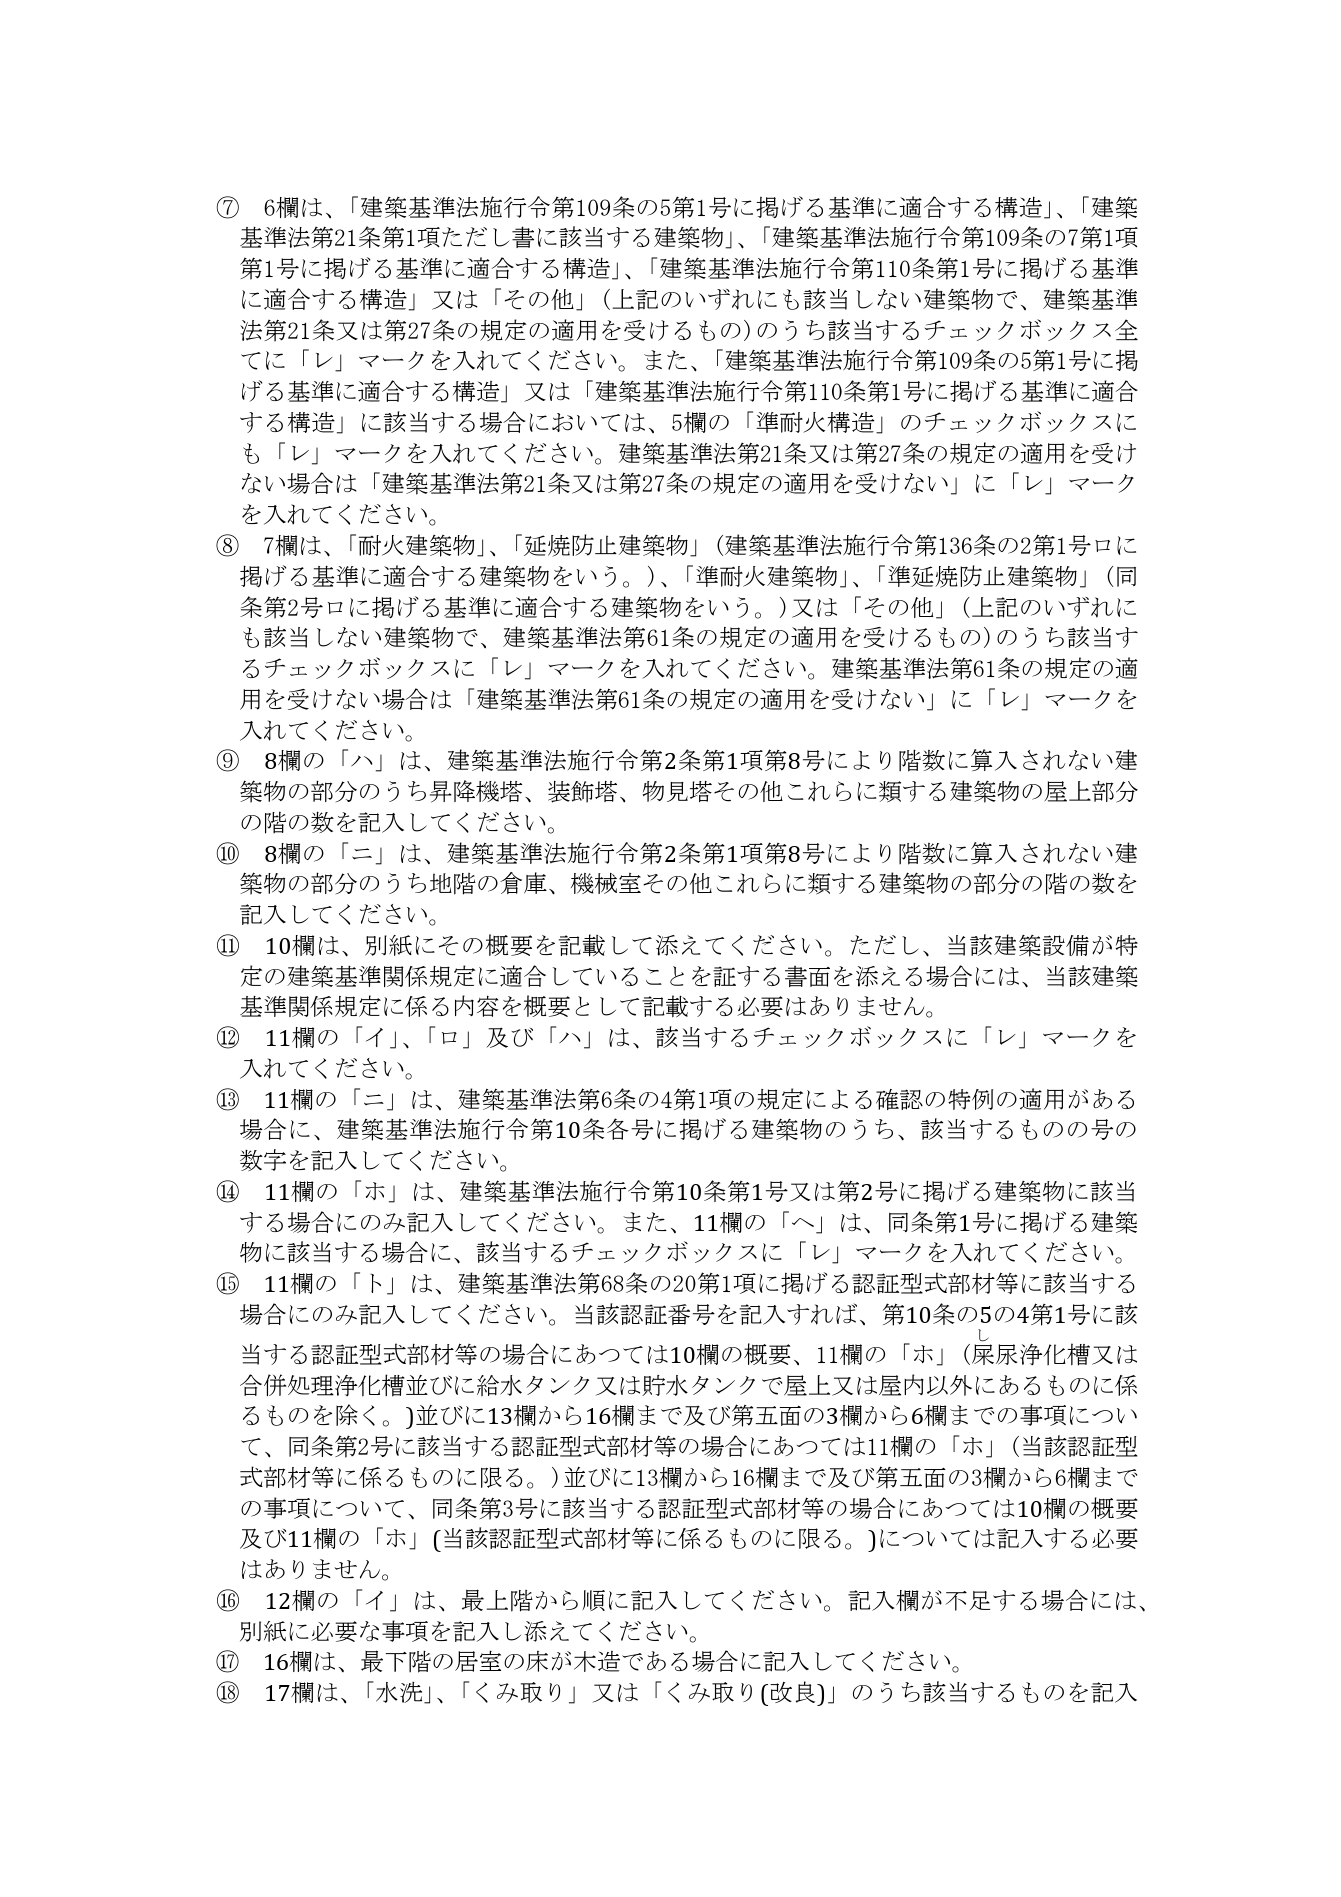 ⑦　6欄は、「建築基準法施行令第109条の5第1号に掲げる基準に適合する構造」、「建築
基準法第21条第1項ただし書に該当する建築物」、「建築基準法施行令第109条の7第1項
第1号に掲げる基準に適合する構造」、「建築基準法施行令第110条第1号に掲げる基準
に適合する構造」又は「その他」（上記のいずれにも該当しない建築物で、建築基準
法第21条又は第27条の規定の適用を受けるもの)のうち該当するチェックボックス全
てに「レ」マークを入れてください。また、「建築基準法施行令第109条の5第1号に掲
げる基準に適合する構造」又は「建築基準法施行令第110条第1号に掲げる基準に適合
する構造」に該当する場合においては、5欄の「準耐火構造」のチェックボックスに
も「レ」マークを入れてください。建築基準法第21条又は第27条の規定の適用を受け
ない場合は「建築基準法第21条又は第27条の規定の適用を受けない」に「レ」マーク
を入れてください。
⑧　7欄は、「耐火建築物」、「延焼防止建築物」（建築基準法施行令第136条の2第1号ロに
掲げる基準に適合する建築物をいう。)、「準耐火建築物」、「準延焼防止建築物」（同
条第2号ロに掲げる基準に適合する建築物をいう。)又は「その他」（上記のいずれに
も該当しない建築物で、建築基準法第61条の規定の適用を受けるもの)のうち該当す
るチェックボックスに「レ」マークを入れてください。建築基準法第61条の規定の適
用を受けない場合は「建築基準法第61条の規定の適用を受けない」に「レ」マークを
入れてください。
⑨　8欄の「ハ」は、建築基準法施行令第2条第1項第8号により階数に算入されない建
築物の部分のうち昇降機塔、装飾塔、物見塔その他これらに類する建築物の屋上部分
の階の数を記入してください。
⑩　8欄の「ニ」は、建築基準法施行令第2条第1項第8号により階数に算入されない建
築物の部分のうち地階の倉庫、機械室その他これらに類する建築物の部分の階の数を
記入してください。
⑪　10欄は、別紙にその概要を記載して添えてください。ただし、当該建築設備が特
定の建築基準関係規定に適合していることを証する書面を添える場合には、当該建築
基準関係規定に係る内容を概要として記載する必要はありません。
⑫　11欄の「イ」、「ロ」及び「ハ」は、該当するチェックボックスに「レ」マークを
入れてください。
⑬　11欄の「ニ」は、建築基準法第6条の4第1項の規定による確認の特例の適用がある
場合に、建築基準法施行令第10条各号に掲げる建築物のうち、該当するものの号の
数字を記入してください。
⑭　11欄の「ホ」は、建築基準法施行令第10条第1号又は第2号に掲げる建築物に該当
する場合にのみ記入してください。また、11欄の「ヘ」は、同条第1号に掲げる建築
物に該当する場合に、該当するチェックボックスに「レ」マークを入れてください。
⑮　11欄の「ト」は、建築基準法第68条の20第1項に掲げる認証型式部材等に該当する
場合にのみ記入してください。当該認証番号を記入すれば、第10条の5の4第1号に該
し
当する認証型式部材等の場合にあつては10欄の概要、11欄の「ホ」（屎尿浄化槽又は
合併処理浄化槽並びに給水タンク又は貯水タンクで屋上又は屋内以外にあるものに係
るものを除く。)並びに13欄から16欄まで及び第五面の3欄から6欄までの事項につい
て、同条第2号に該当する認証型式部材等の場合にあつては11欄の「ホ」（当該認証型
式部材等に係るものに限る。)並びに13欄から16欄まで及び第五面の3欄から6欄まで
の事項について、同条第3号に該当する認証型式部材等の場合にあつては10欄の概要
及び11欄の「ホ」(当該認証型式部材等に係るものに限る。)については記入する必要
はありません。
⑯　12欄の「イ」は、最上階から順に記入してください。記入欄が不足する場合には、
別紙に必要な事項を記入し添えてください。
⑰　16欄は、最下階の居室の床が木造である場合に記入してください。
⑱　17欄は、「水洗」、「くみ取り」又は「くみ取り(改良)」のうち該当するものを記入